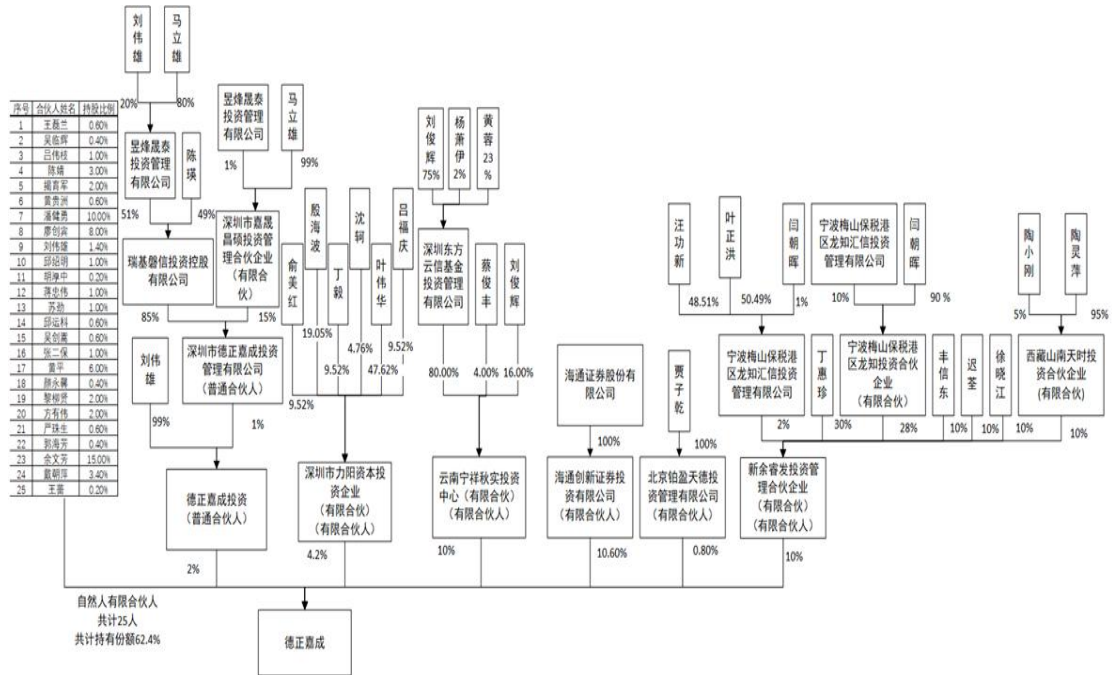 刘伟雄
马立雄
20%
80%
序号 合伙人姓名 持股比例
1 王磊兰 0.60%
2 吴临辉 0.40%
3 吕伟枝 1.00%
4 陈靖 3.00%
5 揭育军 2.00%
6 黄贵洲 0.60%
7 潘健勇 10.00%
8 廖创宾 8.00%
9 刘伟雄 1.40%
10 邱绍明 1.00%
11 胡厚中 0.20%
12 蒋忠伟 1.00%
13 苏劲 1.00%
14 邱运科 0.60%
15 吴剑嵩 0.60%
16 张二保 1.00%
17 黄平 6.00%
18 颜永馨 0.40%
19 黎柳贤 2.00%
20 方有伟 2.00%
21 严珠生 0.60%
22 郭海芳 0.40%
23 余文芳 15.00%
24 戴朝萍 3.40%
25 0.20%
昱烽晟泰
投资管理
有限公司
陈瑛
51%
49%
瑞基磐信投资控股
有限公司
85%
昱烽晟泰
投资管理
有限公司
马立雄
1%
99%
深圳市嘉晟
昌硕投资管
理合伙企业
(有限合
伙)
15%
刘伟雄
深圳市德正嘉成投资
管理有限公司
(普通合伙人)
99%
1%
德正嘉成投资
(普通合伙人)
2%
俞美红
殷海波
丁毅
沈轲
叶伟华
吕福庆
9.52%
19.05%
9.52%
4.76%
47.62%
9.52%
深圳市力阳资本投
资企业
(有限合伙)
(有限合伙人)
4.2%
刘俊辉
75%
杨萧伊
2%
黄蓉
23
%
深圳东方
云信基金
投资管理
有限公司
蔡俊丰
刘俊辉
80.00%
4.00%
16.00%
云南宁祥秋实投资
中心(有限合伙)
(有限合伙人)
10%
海通证券股份有
限公司
100%
海通创新证券投
资有限公司
(有限合伙人)
10.60%
贾子乾
100%
北京铂盈天德投
资管理有限公司
(有限合伙人)
0.80%
汪功新
叶正洪
闫朝晖
48.51%
50.49%
1%
宁波梅山保税港
区龙知汇信投资
管理有限公司
2%
丁惠珍
30%
宁波梅山保税港
区龙知汇信投资
管理有限公司
闫朝晖
10%
90 %
宁波梅山保税港
区龙知投资合伙
企业
(有限合伙)
28%
丰信东
10%
迟荃
10%
徐晓江
10%
陶小刚
陶灵萍
5%
95%
西藏山南天时投
资合伙企业
(有限合伙)
10%
新余睿发投资管
理合伙企业
(有限合伙)
(有限合伙人)
10%
自然人有限合伙人
共计25人
共计持有份额62.4%
德正嘉成